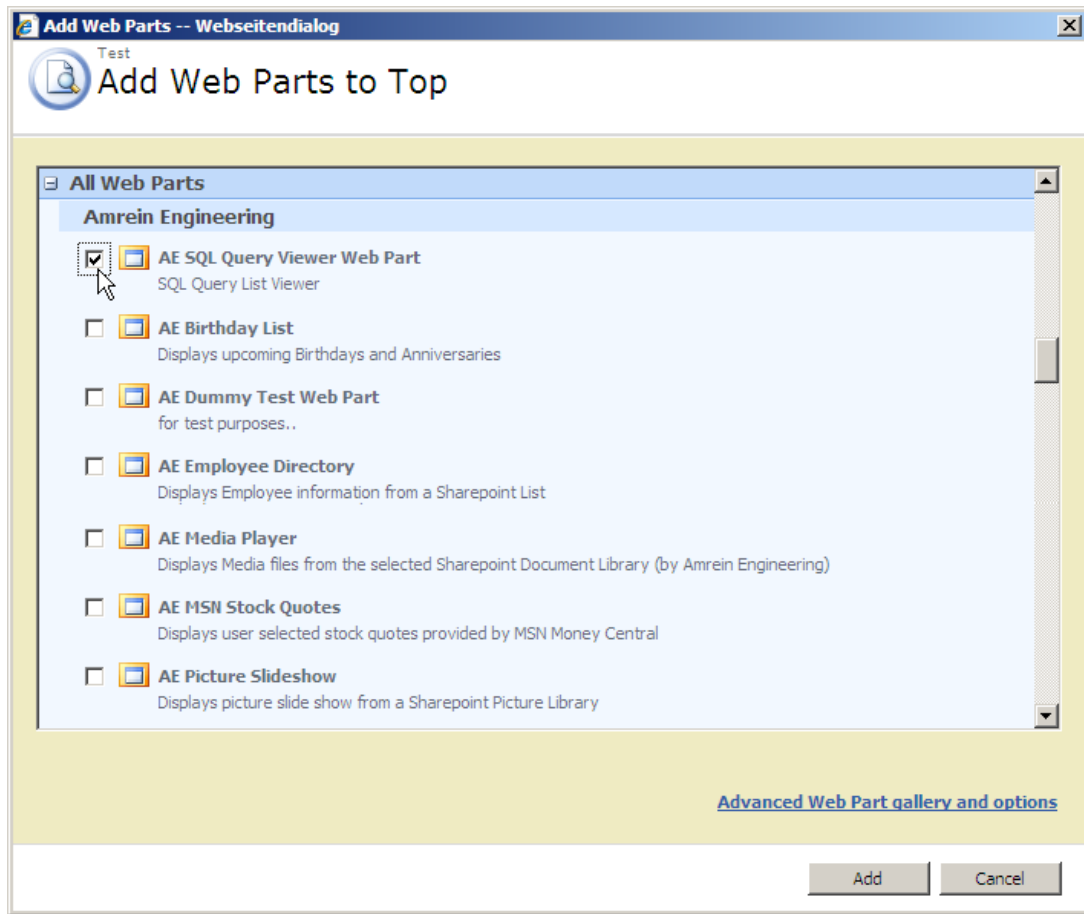 Add Web Parts -- Webseitendialog
Test
Add Web Parts to Top
All Web Parts
Amrein Engineering
AE SQL Query Viewer Web Part
SQL Query List Viewer
AE Birthday List
Displays upcoming Birthdays and Anniversaries
AE Dummy Test Web Part
for test purposes..
AE Employee Directory
Displays Employee information from a Sharepoint List
AE Media Player
Displays Media files from the selected Sharepoint Document Library (by Amrein Engineering)
AE MSN Stock Quotes
Displays user selected stock quotes provided by MSN Money Central
AE Picture Slideshow
Displays picture slide show from a Sharepoint Picture Library
Advanced Web Part gallery and options
Add Cancel